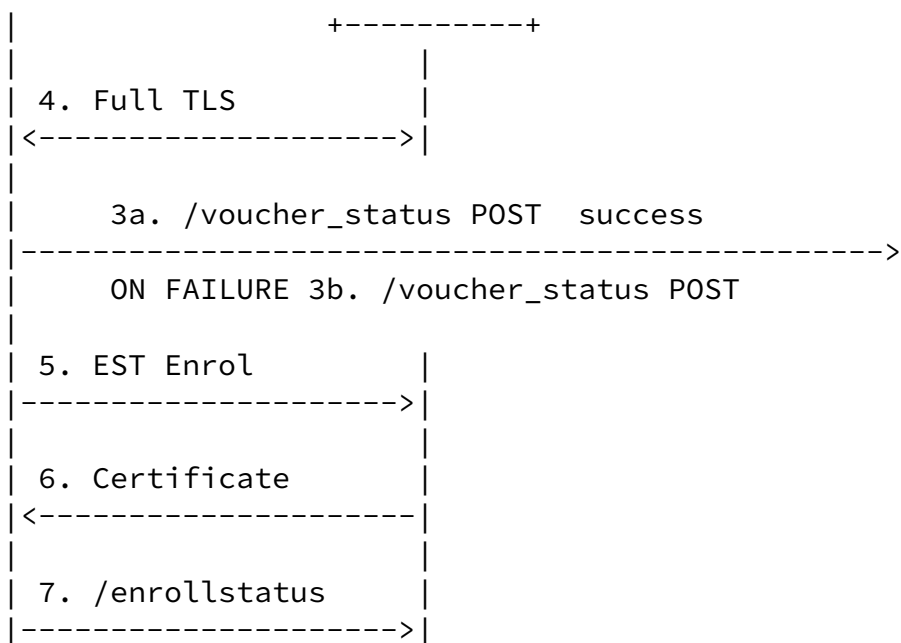 4. Full TLS
3a. /voucher_status POST  success
ON FAILURE 3b. /voucher_status POST
5. EST Enrol
6. Certificate
7. /enrollstatus